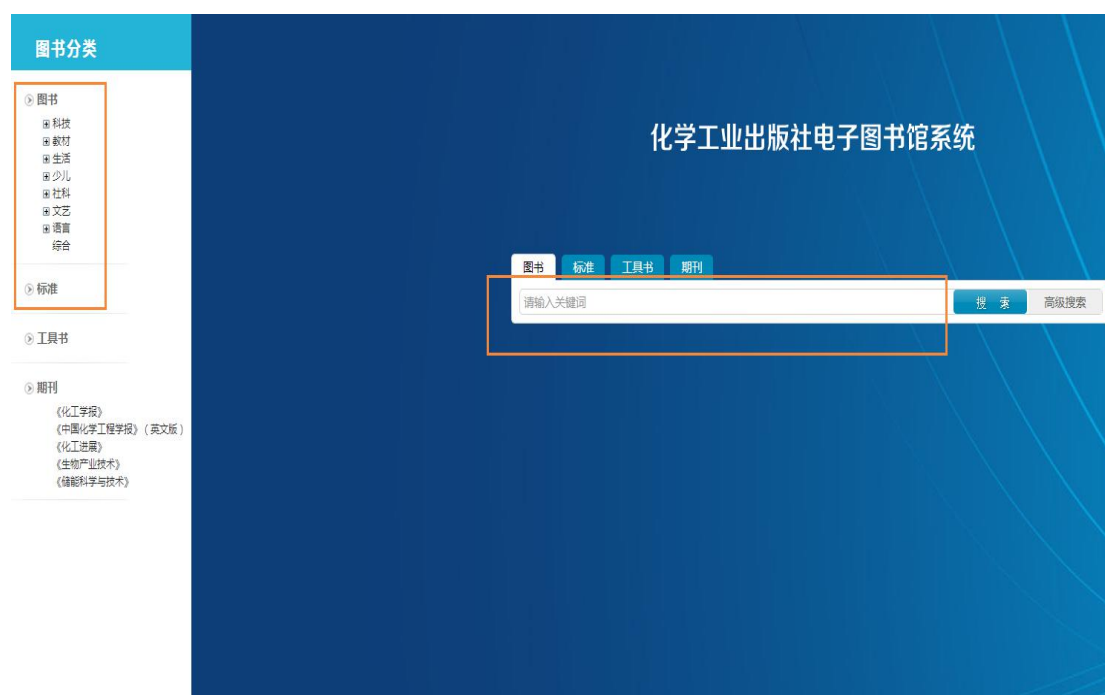 图书分类
图书
科技
教材
生活
少儿
社科
文艺
语言
综合
标准
工具书
期刊
《化工学报》
《中国化学工程学报》（英文版）
《化工进展》
《生物产业技术》
《储能科学与技术》
化学工业出版社电子图书馆系统
图书 标准 工具书 期刊
请输入关键词 搜 索 高级搜索